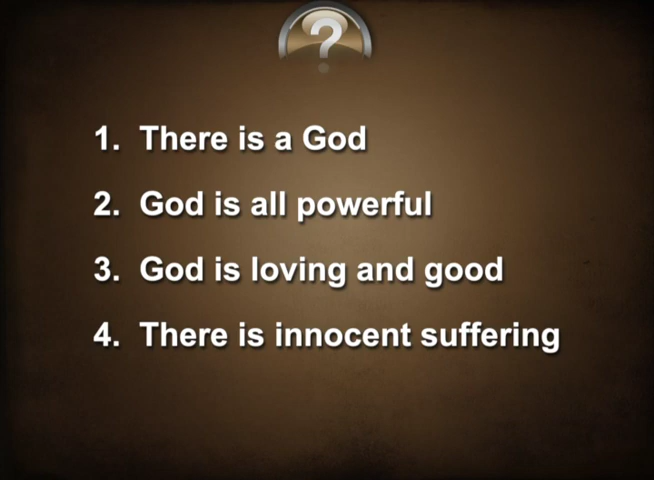 ?
1. There is a God
2. God is all powerful
3. God is loving and good
4. There is innocent suffering